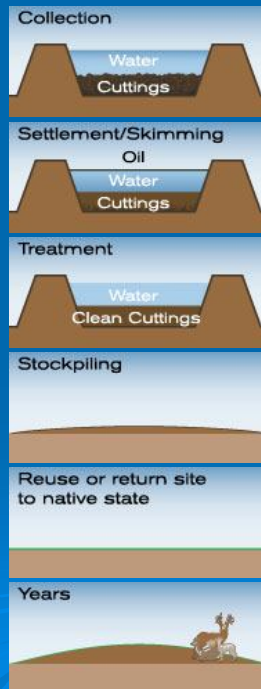 Collection
Water
Cuttings
Settlement/Skimming
Oil
Water
Cuttings
Treatment
Water
Clean Cuttings
Stockpiling
Reuse or return site
to native state
Years